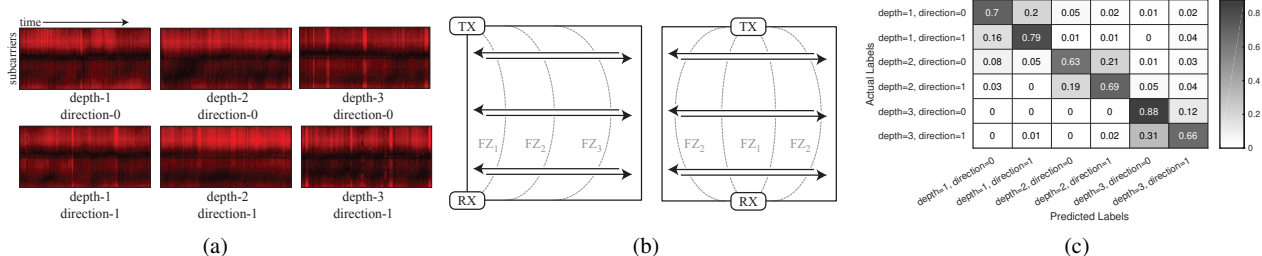 time
subcarriers
depth-1
direction-0
depth-2
direction-0
depth-3
direction-0
depth-1
direction-1
depth-2
direction-1
depth-3
direction-1
(a)
TX
FZ1 FZ2 FZ3
RX
TX
FZ2 FZ1 FZ2
RX
(b)
Actual Labels
depth=1, direction=0 0.7 0.2 0.05 0.02 0.01 0.02
depth=1, direction=1 0.16 0.79 0.01 0.01 0 0.04
depth=2, direction=0 0.08 0.05 0.63 0.21 0.01 0.03
depth=2, direction=1 0.03 0 0.19 0.69 0.05 0.04
depth=3, direction=0 0 0 0 0 0.88 0.12
depth=3, direction=1 0 0.01 0 0.02 0.31 0.66
depth=1, direction=0
depth=1, direction=1
depth=2, direction=0
depth=2, direction=1
depth=3, direction=0
depth=3, direction=1
Predicted Labels
0.8
0.6
0.4
0.2
0
(c)